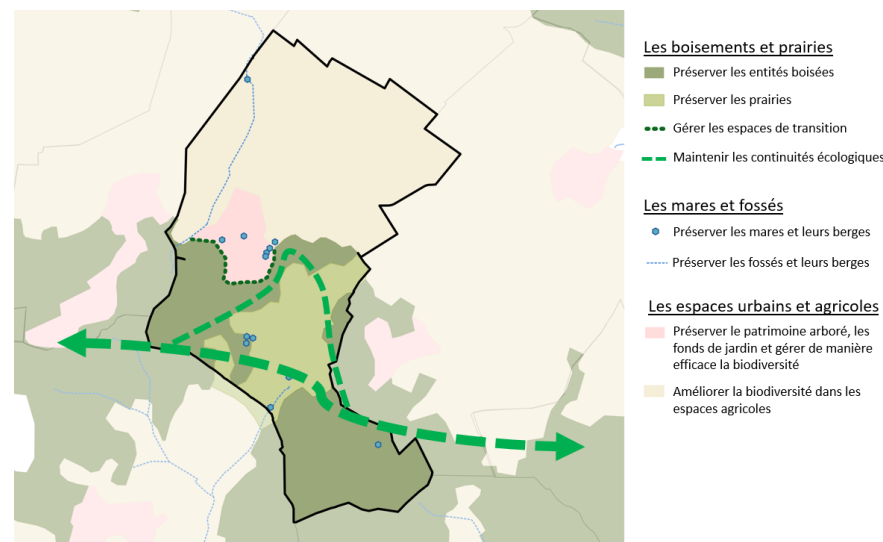 Les boisements et prairies
Préserver les entités boisées
Préserver les prairies
Gérer les espaces de transition
Maintenir les continuités écologiques
Les mares et fossés
Préserver les mares et leurs berges
Préserver les fossés et leurs berges
Les espaces urbains et agricoles
Préserver le patrimoine arboré, les
fonds de jardin et gérer de manière
efficace la biodiversité
Améliorer la biodiversité dans les
espaces agricoles